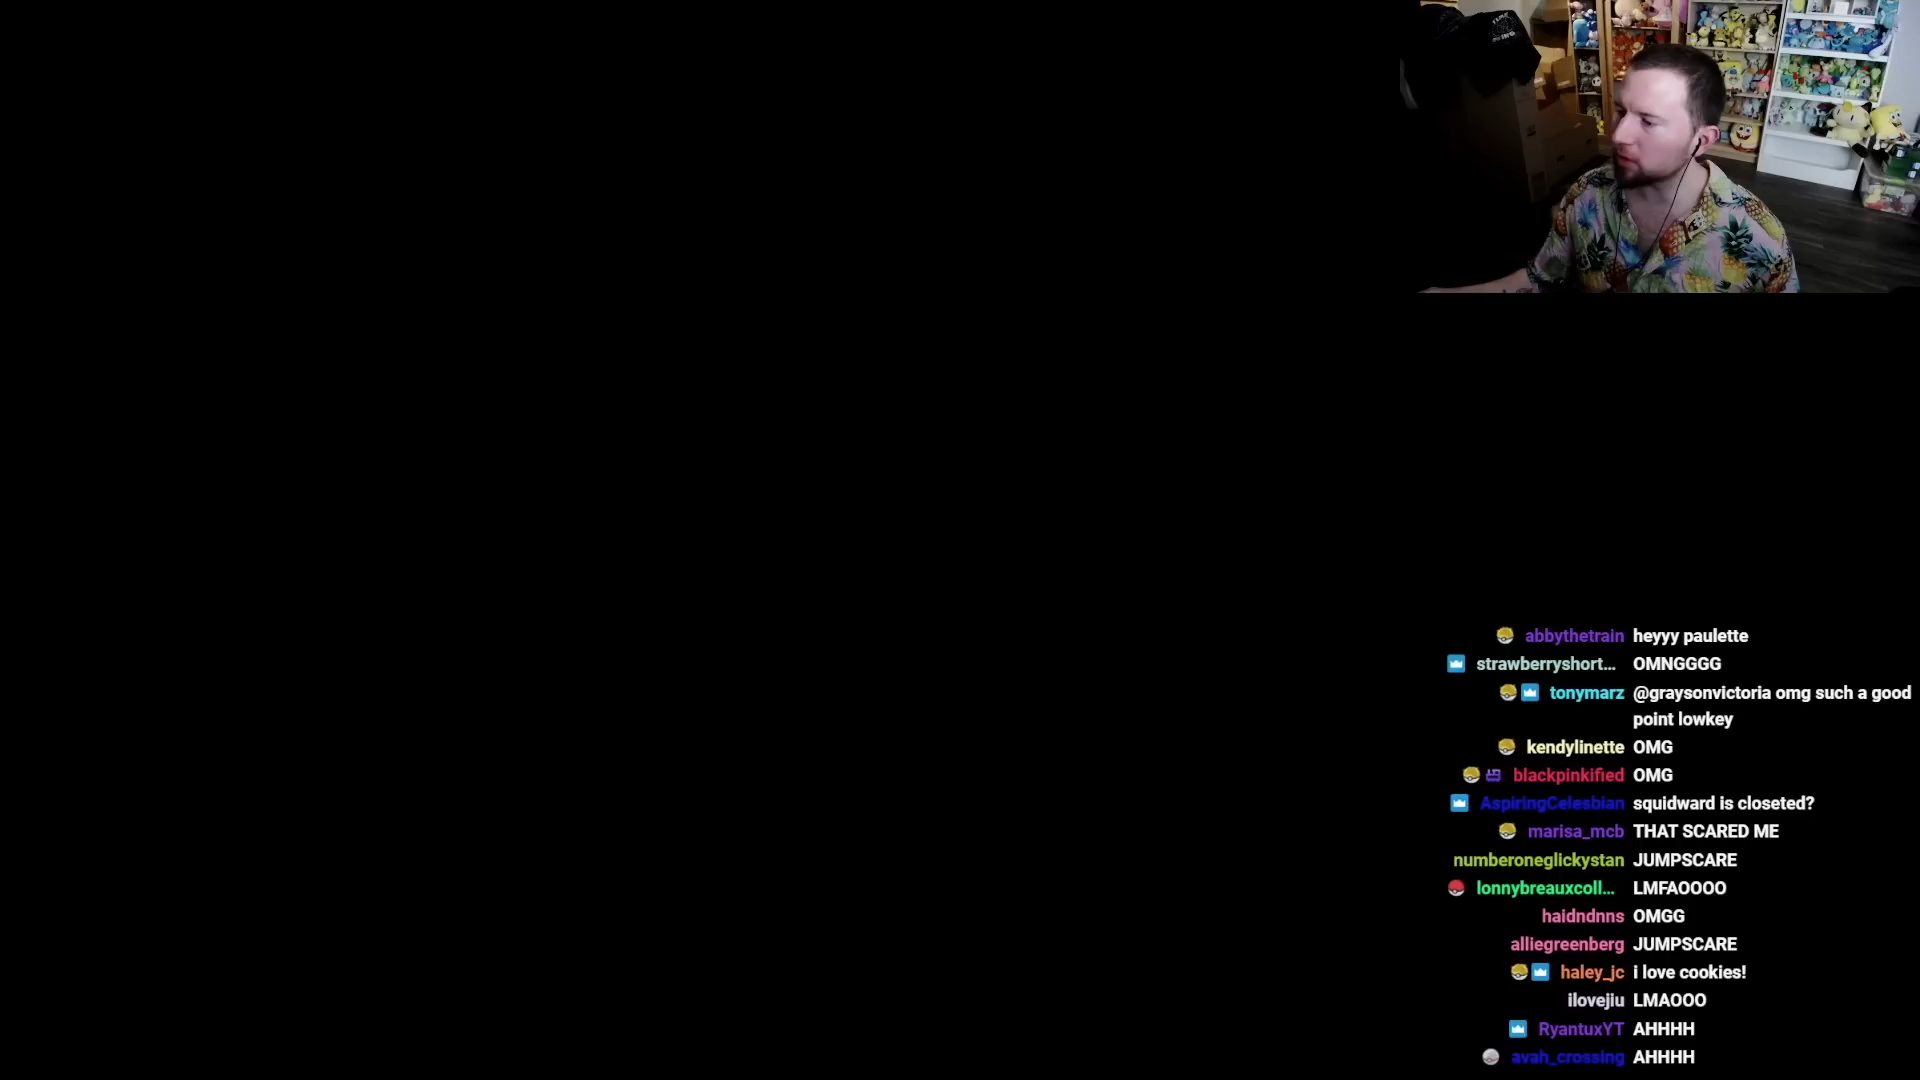 abbythetrain heyyy paulette
strawberryshort... OMNGGGG
tonymarz @graysonvictoria omg such a good
point lowkey
kendylinette OMG
blackpinkified OMG
AspiringCelesbian squidward is closeted?
marisa_mcb THAT SCARED ME
numberoneglickystan JUMPSCARE
lonnybreauxcoll... LMFAOOOO
haidndnns OMGG
alliegreenberg JUMPSCARE
haley_jc i love cookies!
ilovejiu LMAOOO
RyantuxYT AHHHH
avah_crossing AHHHH